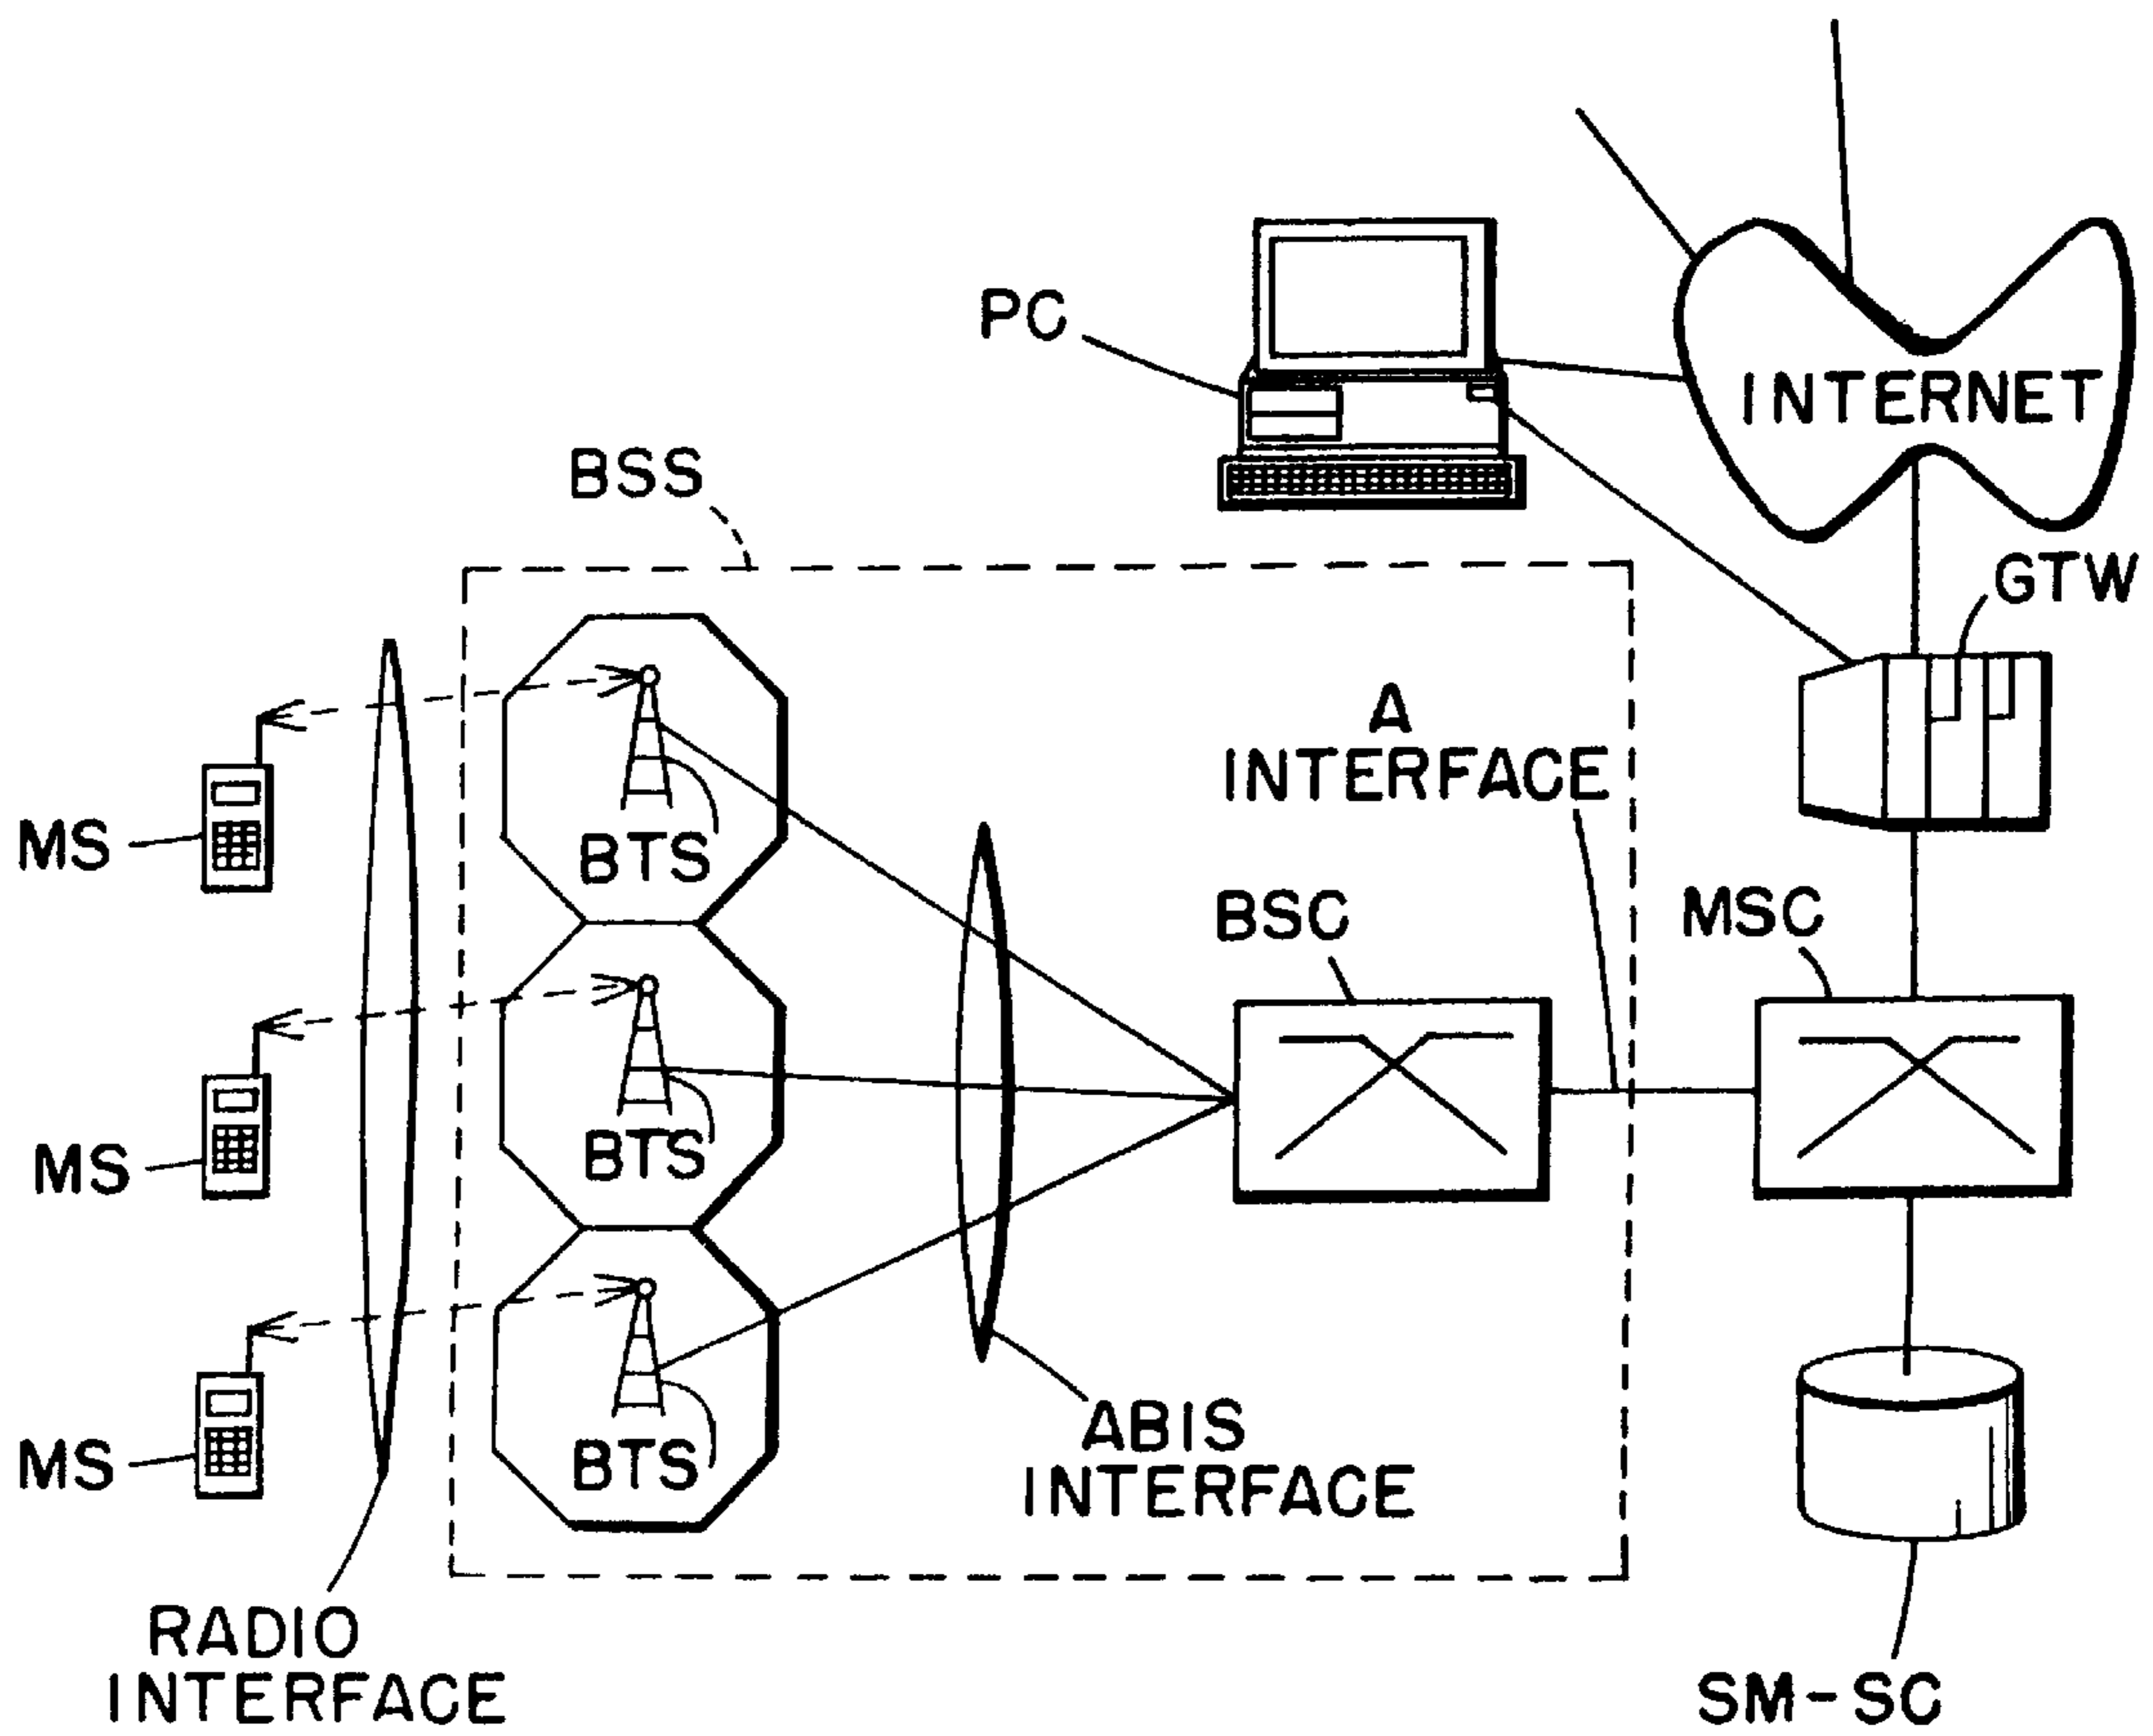 PC
INTERNET
BSS
GTW
A
INTERFACE
MS
BTS
BSC
MSC
MS
BTS
ABIS
INTERFACE
MS
BTS
RADIO
INTERFACE
SM-SC